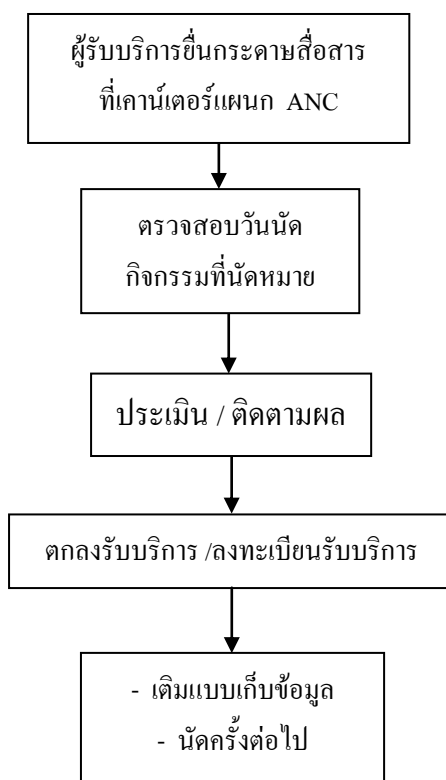 ผู้รับบริการยื่นกระดาษสื่อสาร
ที่เคาน์เตอร์แผนก ANC
ตรวจสอบวันนัด
กิจกรรมที่นัดหมาย
ประเมิน / ติดตามผล
ตกลงรับบริการ /ลงทะเบียนรับบริการ
- เติมแบบเก็บข้อมูล
- นัดครั้งต่อไป